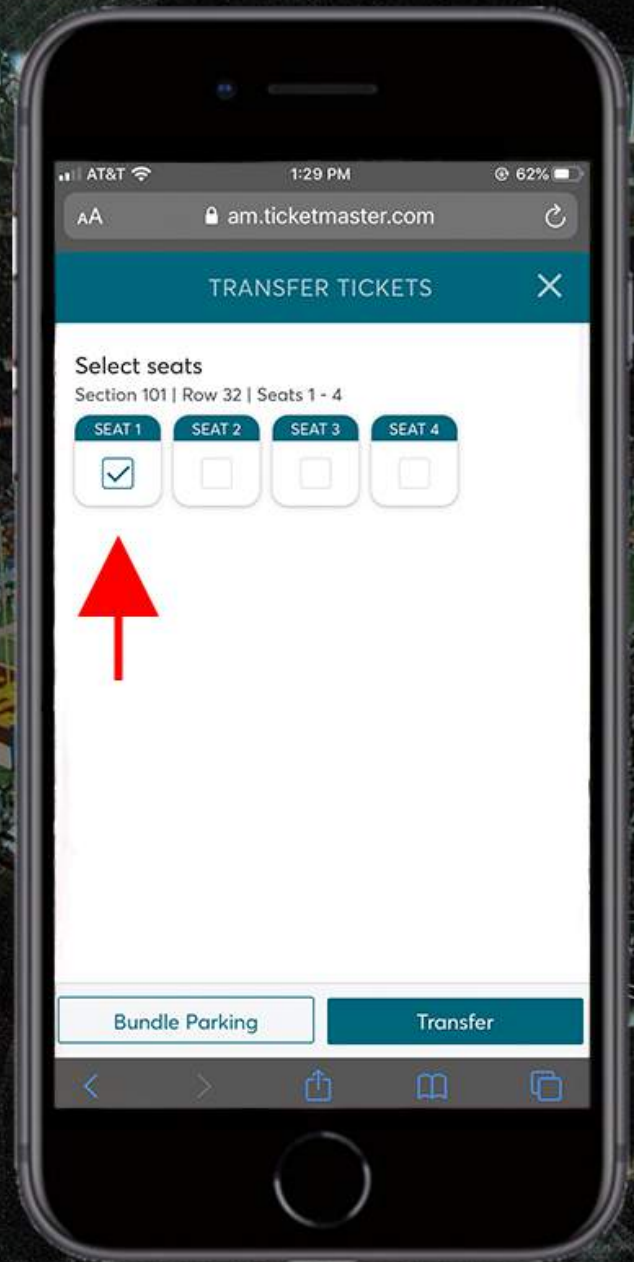 AT&T 1:29 PM 62%
AA am.ticketmaster.com
TRANSFER TICKETS
Select seats
Section 101 | Row 32 | Seats 1 - 4
SEAT 1 SEAT 2 SEAT 3 SEAT 4
Bundle Parking Transfer